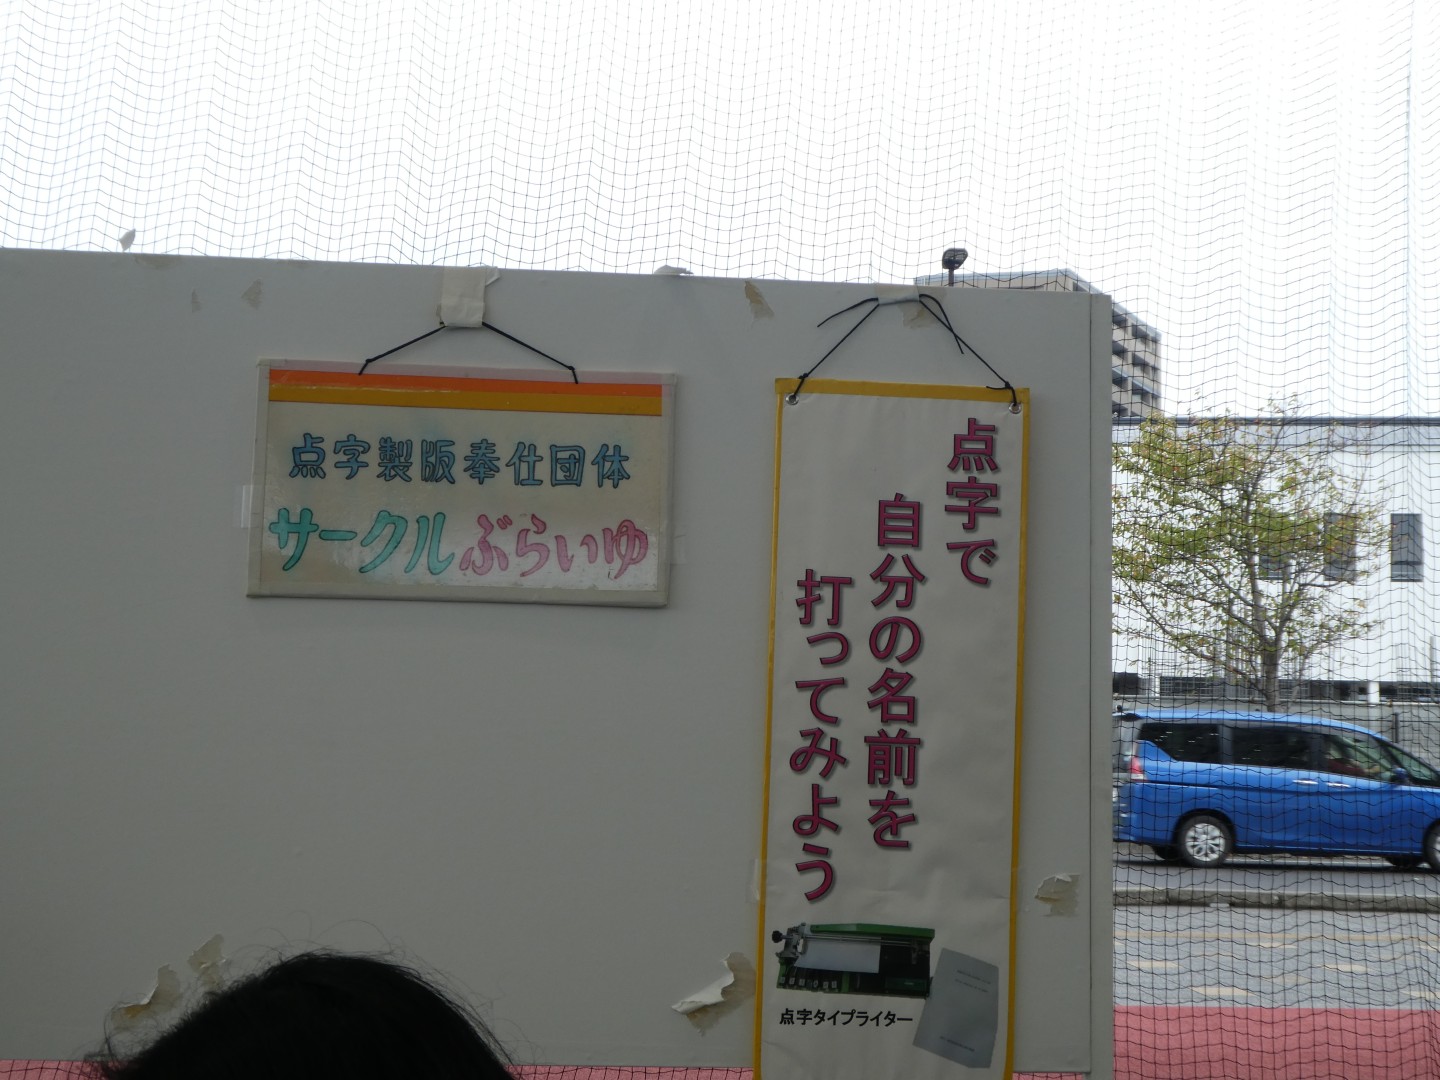 点字製版奉仕団体
サークルぶらいゆ
点字で
自分の名前を
打ってみよう
点字タイプライター